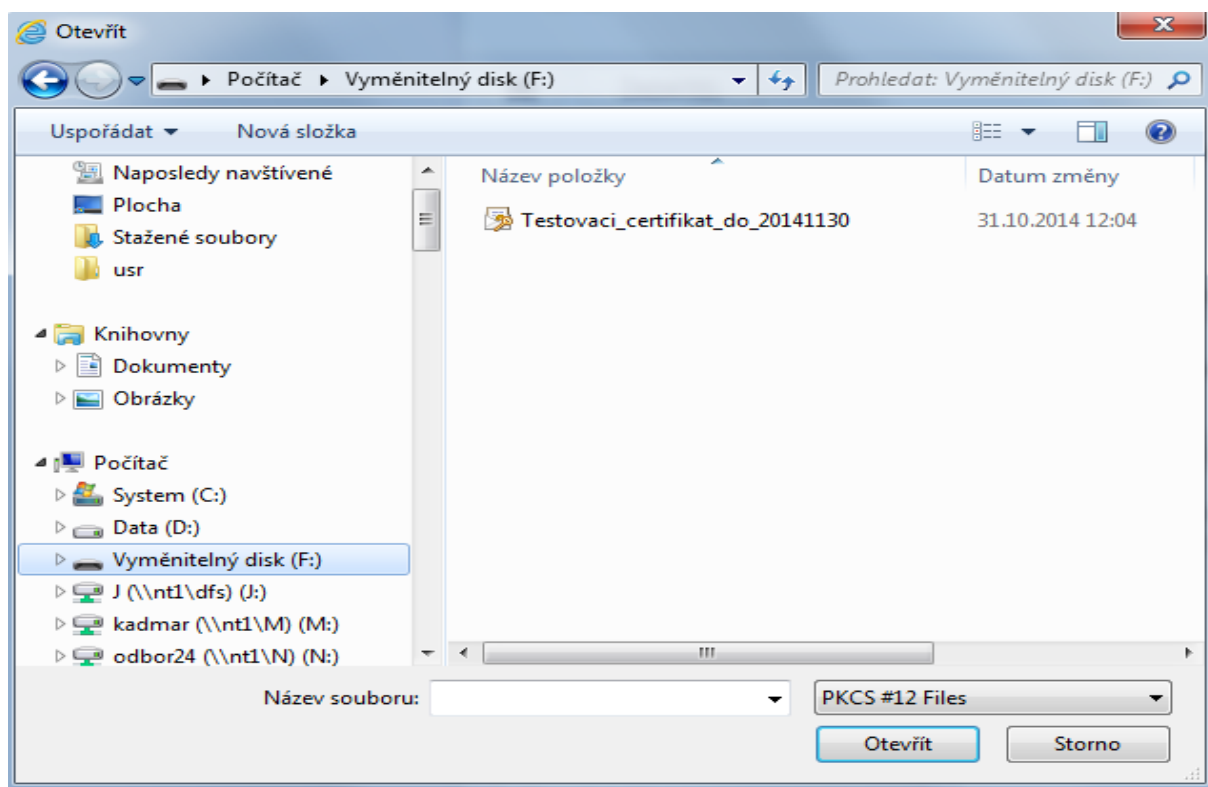 Otevřít
Počítač Vyměnitelný disk (F:)
Prohledat: Vyměnitelný disk (F:)
Uspořádat
Nová složka
Naposledy navštívené
Plocha
Stažené soubory
usr
Knihovny
Dokumenty
Obrázky
Počítač
System (C:)
Data (D:)
Vyměnitelný disk (F:)
J (\\nt1\dfs) (J:)
kadmar (\\nt1\M) (M:)
odbor24 (\\nt1\N) (N:)
Název položky
Datum změny
Testovaci_certifikat_do_20141130
31.10.2014 12:04
Název souboru:
PKCS #12 Files
Otevřít
Storno